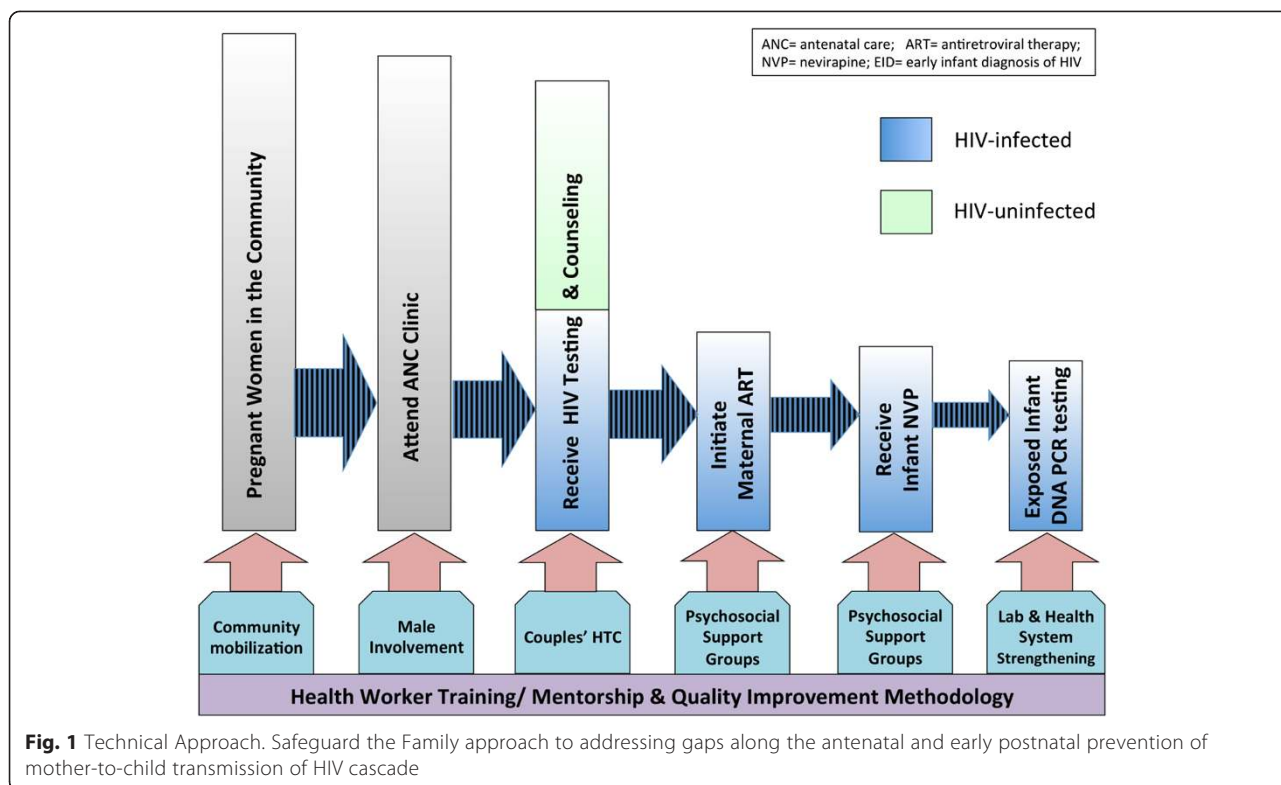 ANC= antenatal care; ART= antiretroviral therapy;
NVP= nevirapine; EID= early infant diagnosis of HIV
HIV-infected
HIV-uninfected
Pregnant Women in the Community
Attend ANC Clinic
Receive HIV Testing & Counseling
Initiate
Maternal ART
Receive
Infant NVP
Exposed Infant
DNA PCR testing
Community
mobilization
Male
Involvement
Couples' HTC
Psychosocial
Support
Groups
Psychosocial
Support
Groups
Lab & Health
System
Strengthening
Health Worker Training/ Mentorship & Quality Improvement Methodology
Fig. 1 Technical Approach. Safeguard the Family approach to addressing gaps along the antenatal and early postnatal prevention of
mother-to-child transmission of HIV cascade